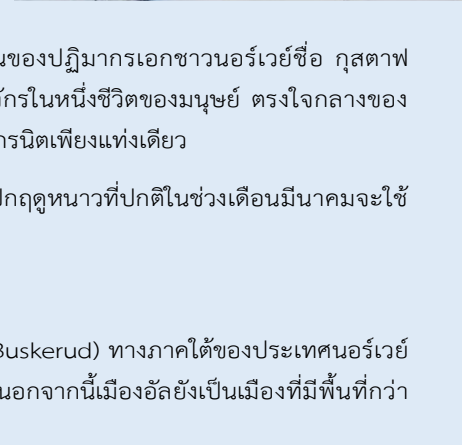 นของปฏิมากรเอกชาวนอร์เวย์ชื่อ กุสตาฟ
จักรในหนึ่งชีวิตของมนุษย์ ตรงใจกลางของ
กรนิตเพียงแท่งเดียว
ปกฤดูหนาวที่ปกติในช่วงเดือนมีนาคมจะใช้
Buskerud) ทางภาคใต้ของประเทศนอร์เวย์
นอกจากนี้เมืองอัลยังเป็นเมืองที่มีพื้นที่กว่า